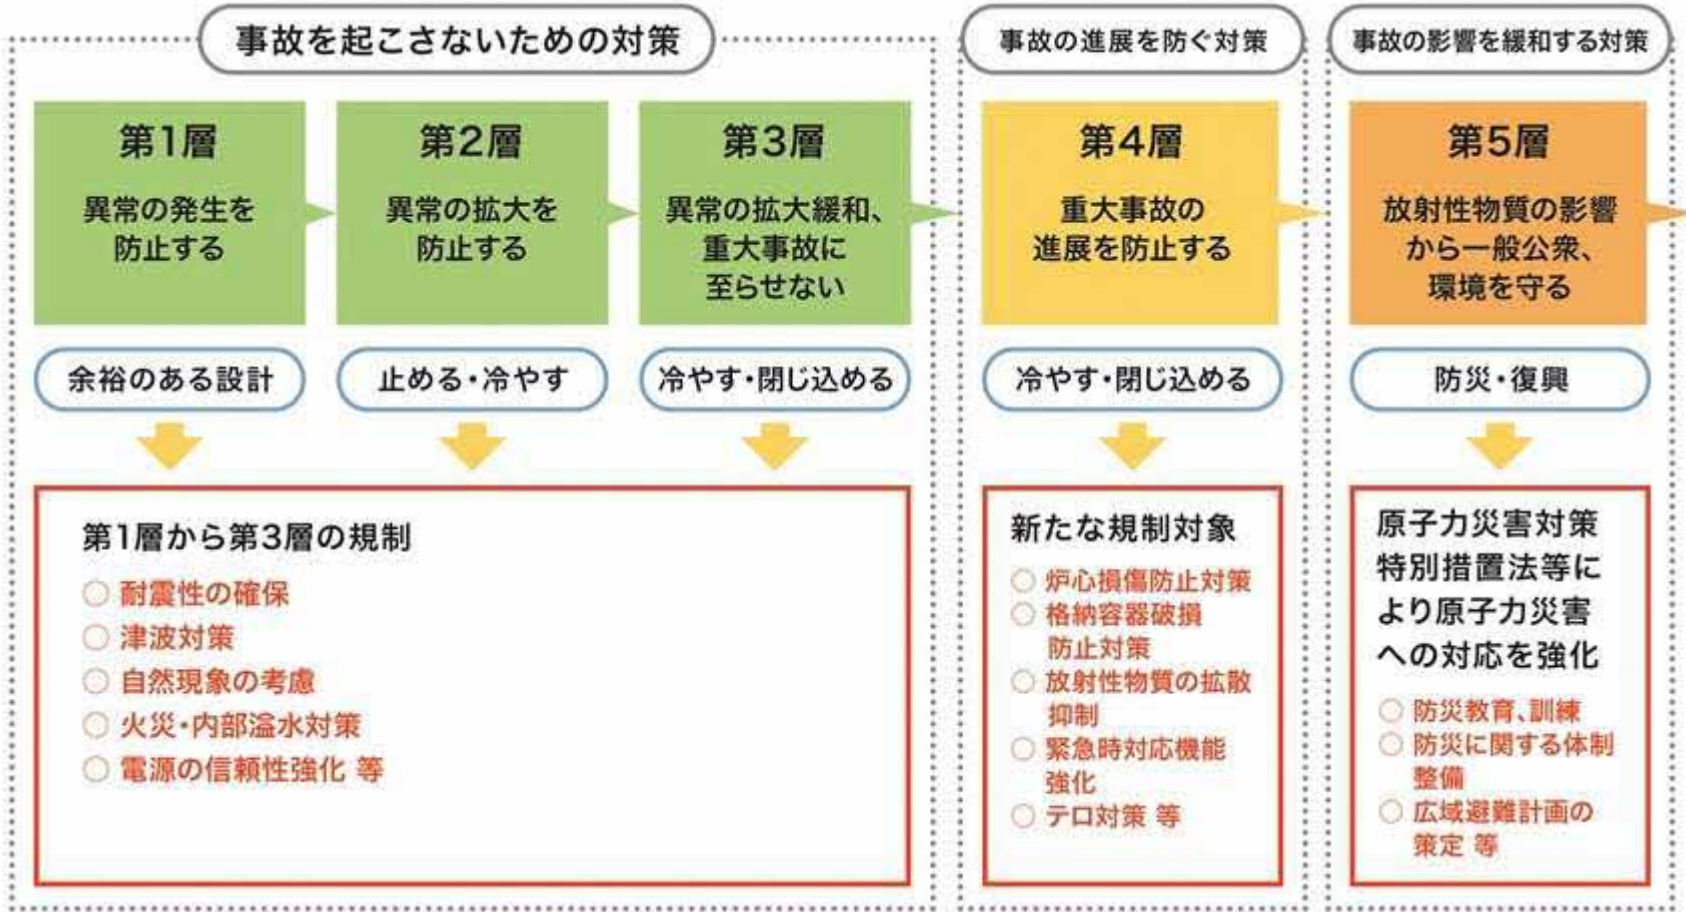 事故を起こさないための対策
事故の進展を防ぐ対策
事故の影響を緩和する対策
第1層
異常の発生を
防止する
第2層
異常の拡大を
防止する
第3層
異常の拡大緩和、
重大事故に
至らせない
第4層
重大事故の
進展を防止する
第5層
放射性物質の影響
から一般公衆、
環境を守る
余裕のある設計
止める・冷やす
冷やす・閉じ込める
冷やす・閉じ込める
防災・復興
第1層から第3層の規制
○ 耐震性の確保
○ 津波対策
○ 自然現象の考慮
○ 火災・内部溢水対策
○ 電源の信頼性強化 等
新たな規制対象
○ 炉心損傷防止対策
○ 格納容器破損
防止対策
○ 放射性物質の拡散
抑制
○ 緊急時対応機能
強化
○ テロ対策 等
原子力災害対策
特別措置法等に
より原子力災害
への対応を強化
○ 防災教育、訓練
○ 防災に関する体制
整備
○ 広域避難計画の
策定 等